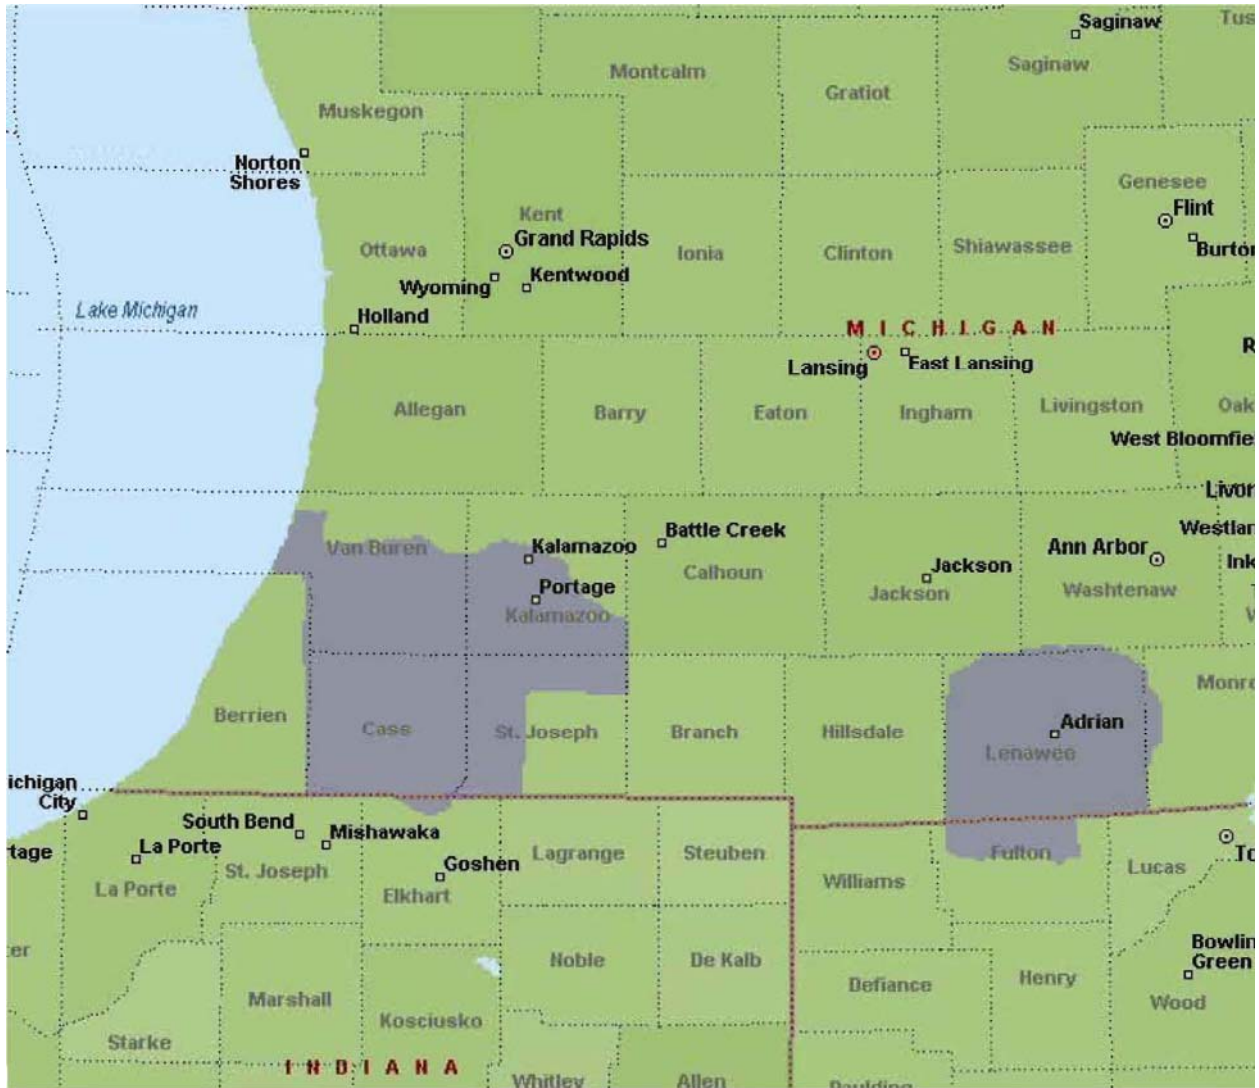 Saginaw
Tus
Saginaw
Montcalm
Gratiot
Muskegon
Norton
Shores
Genesee
Kent
Flint
Ottawa
Grand Rapids
Ionia
Clinton
Shiawassee
Burton
Wyoming
Kentwood
Lake Michigan
Holland
MICHIGAN
R
Lansing
East Lansing
Allegan
Barry
Eaton
Ingham
Livingston
Oak
West Bloomfie
Livor
Battle Creek
Westlan
Van Buren
Kalamazoo
Ann Arbor
Ink
Calhoun
Jackson
Portage
Jackson
Washtenaw
W
Kalamazoo
Monro
Berrien
Cass
St. Joseph
Branch
Hillsdale
Adrian
Lenawee
ichigan
City
South Bend
Mishawaka
rtage
La Porte
Goshen
Lagrange
Steuben
Fulton
To
La Porte
St. Joseph
Elkhart
Williams
Lucas
er
Noble
De Kalb
Bowlin
Green
Marshall
Defiance
Henry
Wood
Kosciusko
Starke
INDIANA
Whitley
Allen
Paulding